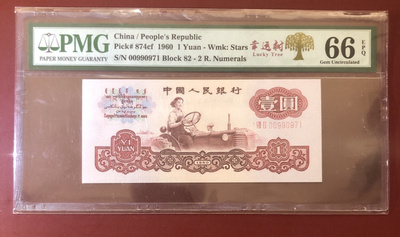 PMG
PAPER MONEY GUARANTY
China / People's Republic
Pick# 874cf 1960 1 Yuan - Wmk: Stars
S/N 00990971 Block 82 - 2 R. Numerals
幸运树
Lucky Tree
66 EPQ
Gem Uncirculated
中国人民银行
壹圆
00990971
YI YUAN
1960
1